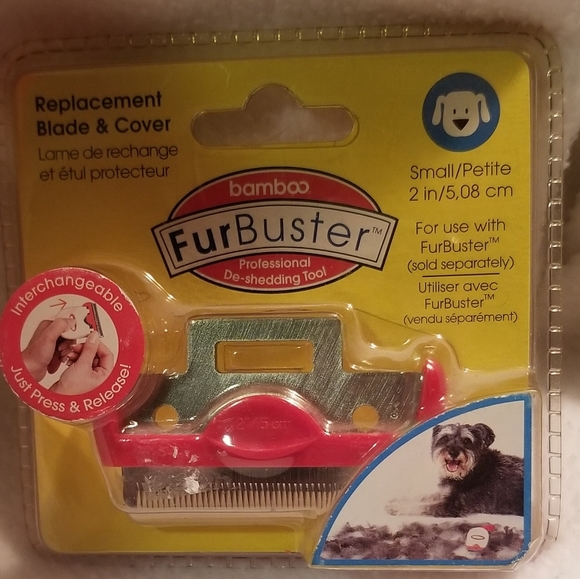 Replacement
Blade & Cover
Lame de rechange
et étul protecteur
bamboo
FurBuster™
Professional
De-shedding Tool
Small/Petite
2 in/5,08 cm
For use with
FurBuster™
(sold separately)
Utiliser avec
FurBuster™
(vendu séparément)
Interchangeable
Just Press & Release!